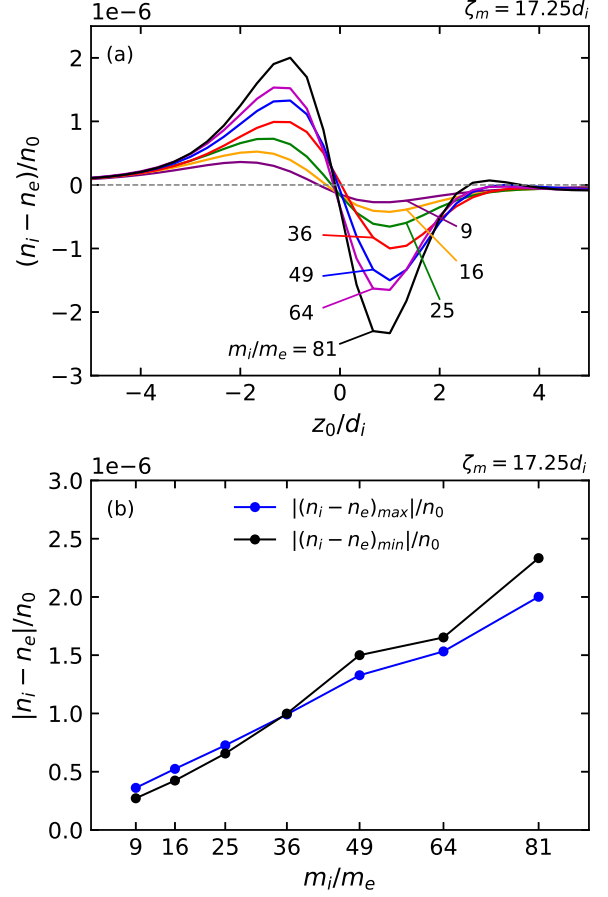 1e−6
ζm = 17.25di
(a)
2
1
0
−1
−2
−3
(ni − ne)/n0
36
49
64
mi/me = 81
9
16
25
−4
−2
0
2
4
z0/di
1e−6
ζm = 17.25di
(b)
|(ni − ne)max|/n0
|(ni − ne)min|/n0
3.0
2.5
2.0
1.5
1.0
0.5
0.0
|ni − ne|/n0
9 16 25 36 49 64 81
mi/me